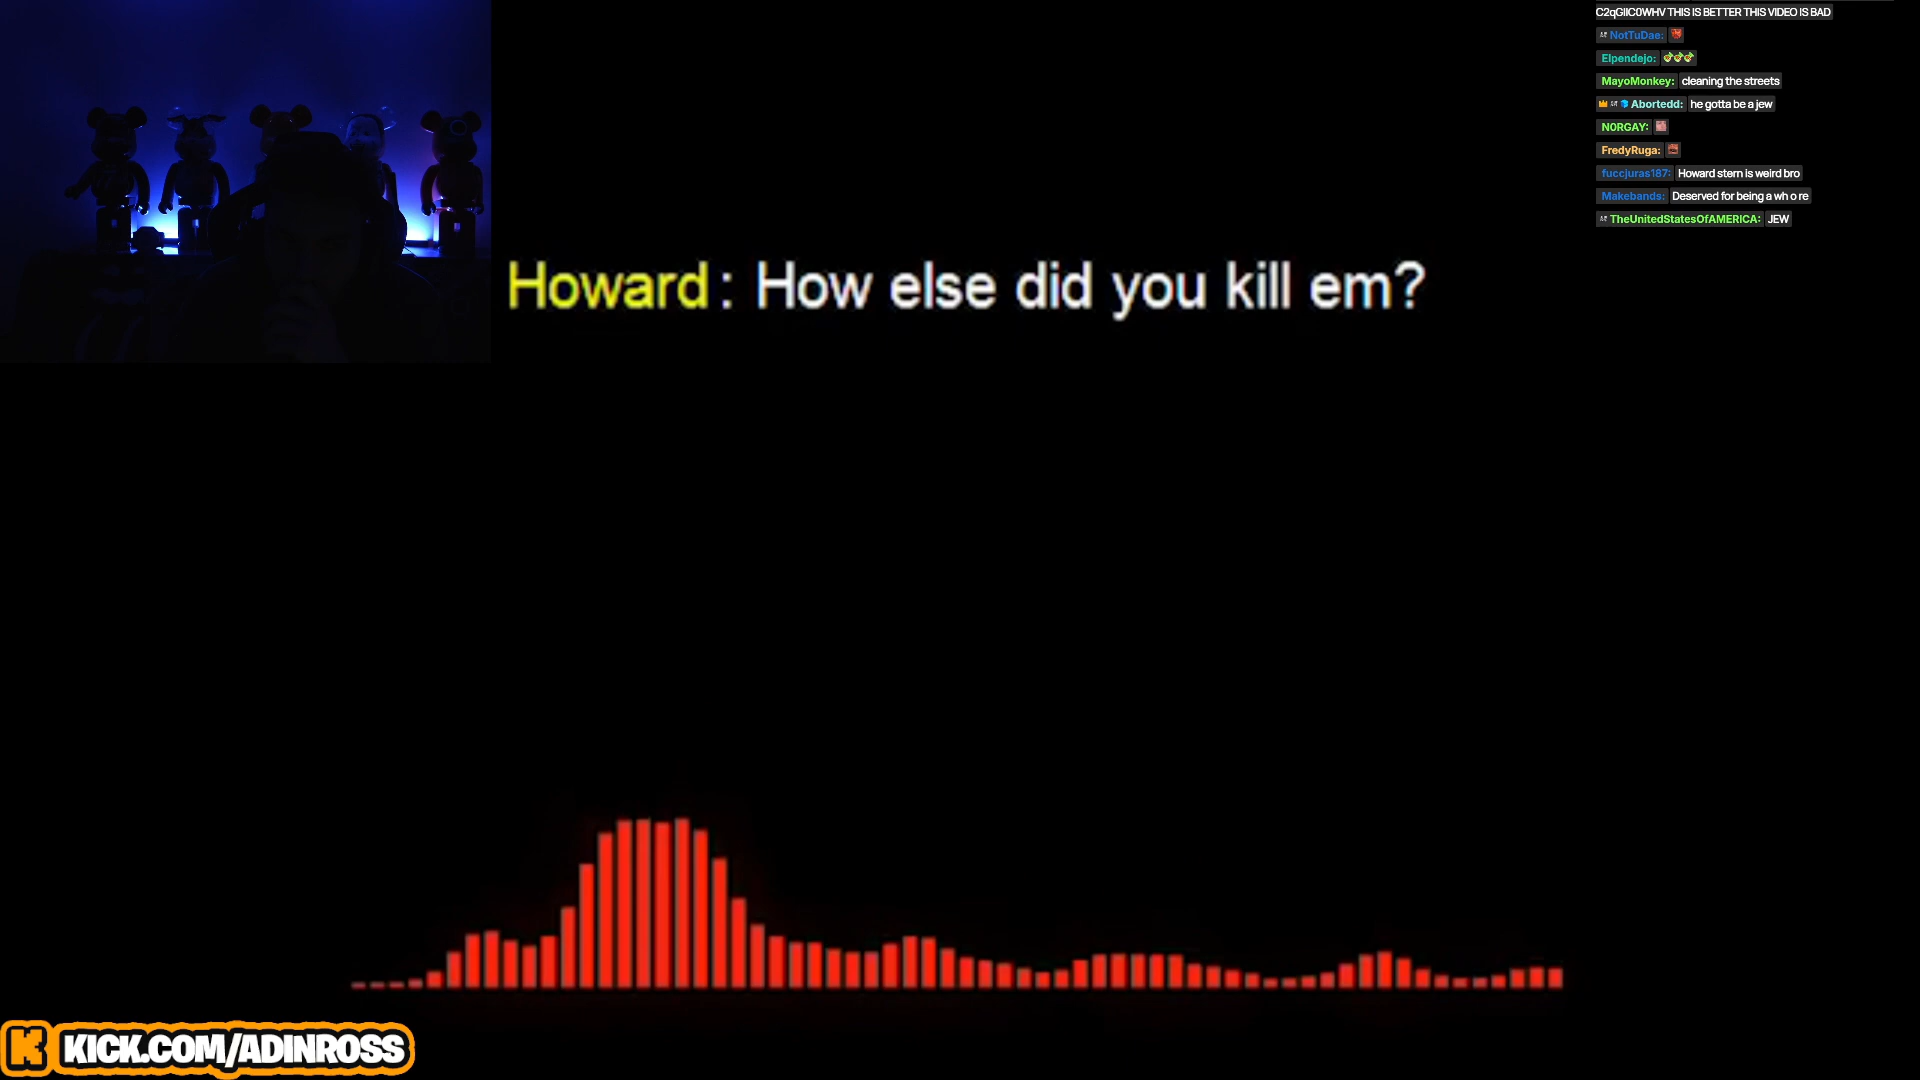 C2qGIlC0WHV THIS IS BETTER THIS VIDEO IS BAD
NotTuDae:
Elpendejo:
MayoMonkey: cleaning the streets
Abortedd: he gotta be a jew
N0RGAY:
FredyRuga:
fuccjuras187: Howard stern is weird bro
Makebands: Deserved for being a wh o re
TheUnitedStatesOfAMERICA: JEW
Howard : How else did you kill em?
K KICK.COM/ADINROSS